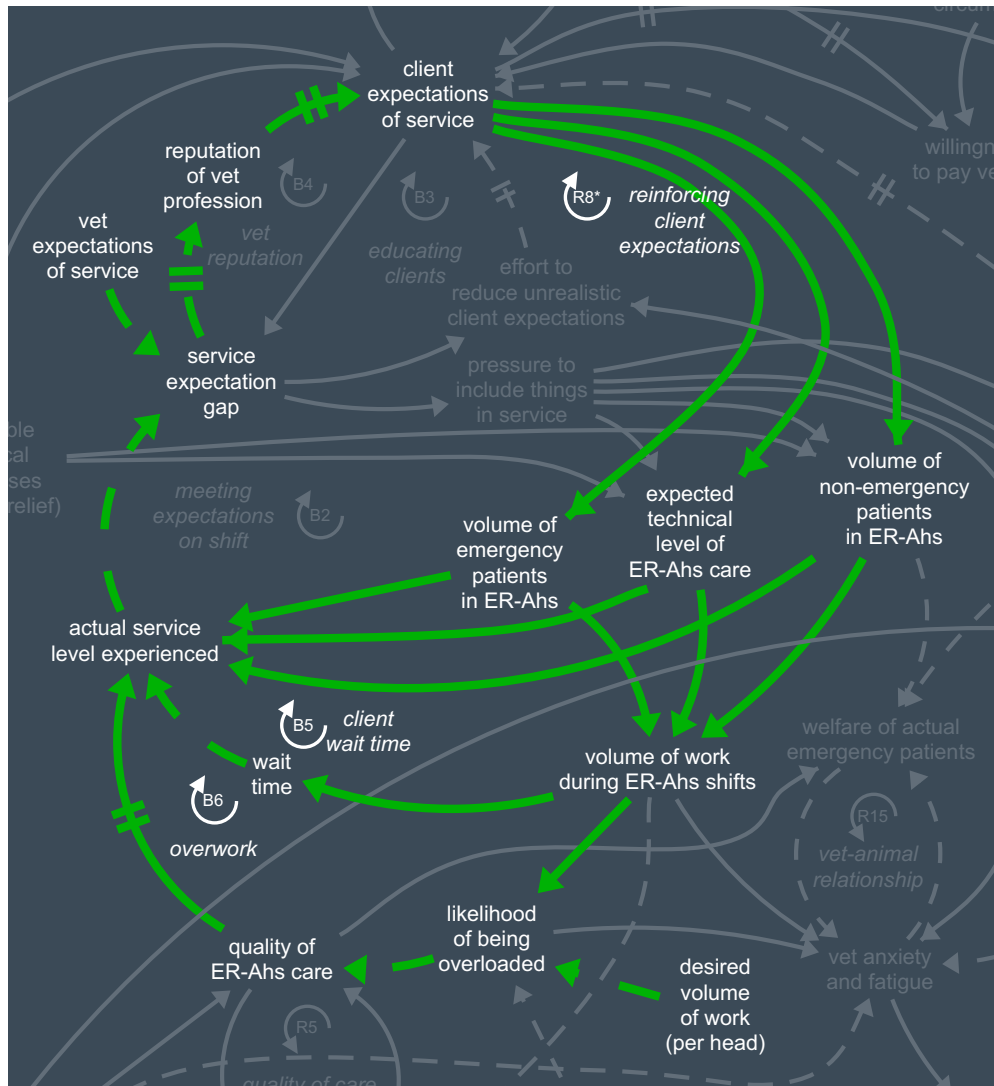 client
expectations
of service
reputation
of vet
profession
B4
B3
R8*
reinforcing
client
expectations
to pay
vet
expectations
of service
vet
reputation
educating
clients
effort to
reduce unrealistic
client expectations
service
expectation
gap
pressure to
include things
in service
relief)
meeting
expectations
on shift
B2
volume of
emergency
patients
in ER-Ahs
expected
technical
level of
ER-Ahs care
volume of
non-emergency
patients
in ER-Ahs
actual service
level experienced
B5
client
wait time
wait
time
B6
overwork
volume of work
during ER-Ahs shifts
welfare of actual
emergency patients
R15
vet-animal
relationship
quality of
ER-Ahs care
likelihood
of being
overloaded
desired
volume
of work
(per head)
vet anxiety
and fatigue
R5
quality of care